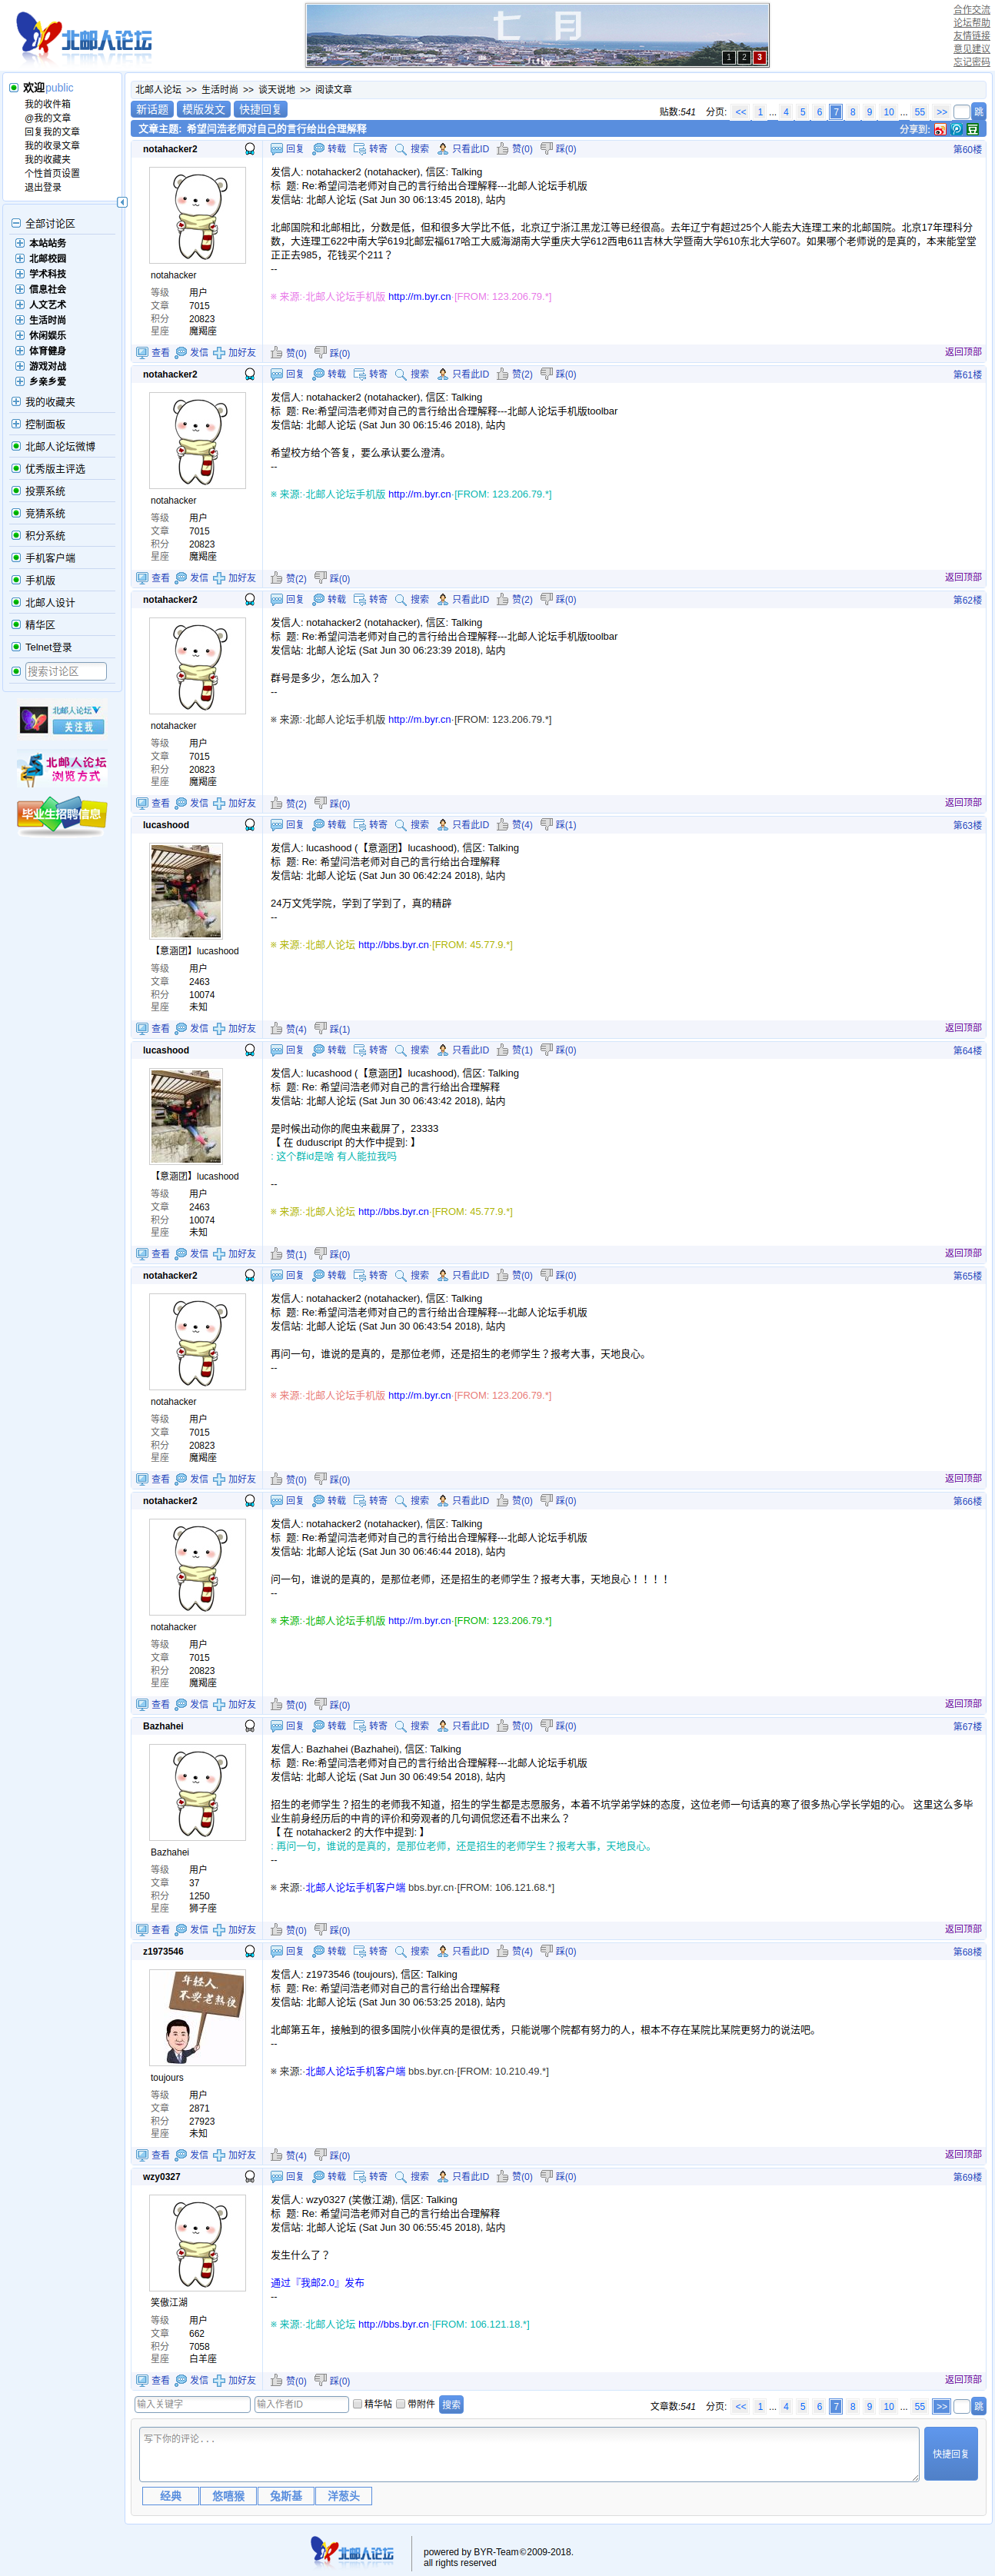 北邮人论坛
七 月
July
1 2 3
合作交流
论坛帮助
友情链接
意见建议
忘记密码
欢迎public
我的收件箱
@我的文章
回复我的文章
我的收录文章
我的收藏夹
个性首页设置
退出登录
全部讨论区
本站站务
北邮校园
学术科技
信息社会
人文艺术
生活时尚
休闲娱乐
体育健身
游戏对战
乡亲乡爱
我的收藏夹
控制面板
北邮人论坛微博
优秀版主评选
投票系统
竞猜系统
积分系统
手机客户端
手机版
北邮人设计
精华区
Telnet登录
搜索讨论区
北邮人论坛
关注我
北邮人论坛
浏览方式
毕业生招聘信息
北邮人论坛 >> 生活时尚 >> 谈天说地 >> 阅读文章
新话题 模版发文 快捷回复
贴数:541 分页: << 1 ... 4 5 6 7 8 9 10 ... 55 >> 跳
文章主题: 希望闫浩老师对自己的言行给出合理解释
分享到:
notahacker2 回复 转载 转寄 搜索 只看此ID 赞(0) 踩(0) 第60楼
发信人: notahacker2 (notahacker), 信区: Talking
标 题: Re:希望闫浩老师对自己的言行给出合理解释---北邮人论坛手机版
发信站: 北邮人论坛 (Sat Jun 30 06:13:45 2018), 站内
北邮国院和北邮相比，分数是低，但和很多大学比不低，北京辽宁浙江黑龙江等已经很高。去年辽宁有超过25个人能去大连理工来的北邮国院。北京17年理科分
数，大连理工622中南大学619北邮宏福617哈工大威海湖南大学重庆大学612西电611吉林大学暨南大学610东北大学607。如果哪个老师说的是真的，本来能堂堂
正正去985，花钱买个211？
--
※ 来源:·北邮人论坛手机版 http://m.byr.cn·[FROM: 123.206.79.*]
notahacker
等级 用户
文章 7015
积分 20823
星座 魔羯座
查看 发信 加好友 赞(0) 踩(0) 返回顶部
notahacker2 回复 转载 转寄 搜索 只看此ID 赞(2) 踩(0) 第61楼
发信人: notahacker2 (notahacker), 信区: Talking
标 题: Re:希望闫浩老师对自己的言行给出合理解释---北邮人论坛手机版toolbar
发信站: 北邮人论坛 (Sat Jun 30 06:15:46 2018), 站内
希望校方给个答复，要么承认要么澄清。
--
※ 来源:·北邮人论坛手机版 http://m.byr.cn·[FROM: 123.206.79.*]
notahacker
等级 用户
文章 7015
积分 20823
星座 魔羯座
查看 发信 加好友 赞(2) 踩(0) 返回顶部
notahacker2 回复 转载 转寄 搜索 只看此ID 赞(2) 踩(0) 第62楼
发信人: notahacker2 (notahacker), 信区: Talking
标 题: Re:希望闫浩老师对自己的言行给出合理解释---北邮人论坛手机版toolbar
发信站: 北邮人论坛 (Sat Jun 30 06:23:39 2018), 站内
群号是多少，怎么加入？
--
※ 来源:·北邮人论坛手机版 http://m.byr.cn·[FROM: 123.206.79.*]
notahacker
等级 用户
文章 7015
积分 20823
星座 魔羯座
查看 发信 加好友 赞(2) 踩(0) 返回顶部
lucashood 回复 转载 转寄 搜索 只看此ID 赞(4) 踩(1) 第63楼
发信人: lucashood (【意涵团】lucashood), 信区: Talking
标 题: Re: 希望闫浩老师对自己的言行给出合理解释
发信站: 北邮人论坛 (Sat Jun 30 06:42:24 2018), 站内
24万文凭学院，学到了学到了，真的精辟
--
※ 来源:·北邮人论坛 http://bbs.byr.cn·[FROM: 45.77.9.*]
【意涵团】lucashood
等级 用户
文章 2463
积分 10074
星座 未知
查看 发信 加好友 赞(4) 踩(1) 返回顶部
lucashood 回复 转载 转寄 搜索 只看此ID 赞(1) 踩(0) 第64楼
发信人: lucashood (【意涵团】lucashood), 信区: Talking
标 题: Re: 希望闫浩老师对自己的言行给出合理解释
发信站: 北邮人论坛 (Sat Jun 30 06:43:42 2018), 站内
是时候出动你的爬虫来截屏了，23333
【 在 duduscript 的大作中提到: 】
: 这个群id是啥 有人能拉我吗
--
※ 来源:·北邮人论坛 http://bbs.byr.cn·[FROM: 45.77.9.*]
【意涵团】lucashood
等级 用户
文章 2463
积分 10074
星座 未知
查看 发信 加好友 赞(1) 踩(0) 返回顶部
notahacker2 回复 转载 转寄 搜索 只看此ID 赞(0) 踩(0) 第65楼
发信人: notahacker2 (notahacker), 信区: Talking
标 题: Re:希望闫浩老师对自己的言行给出合理解释---北邮人论坛手机版
发信站: 北邮人论坛 (Sat Jun 30 06:43:54 2018), 站内
再问一句，谁说的是真的，是那位老师，还是招生的老师学生？报考大事，天地良心。
--
※ 来源:·北邮人论坛手机版 http://m.byr.cn·[FROM: 123.206.79.*]
notahacker
等级 用户
文章 7015
积分 20823
星座 魔羯座
查看 发信 加好友 赞(0) 踩(0) 返回顶部
notahacker2 回复 转载 转寄 搜索 只看此ID 赞(0) 踩(0) 第66楼
发信人: notahacker2 (notahacker), 信区: Talking
标 题: Re:希望闫浩老师对自己的言行给出合理解释---北邮人论坛手机版
发信站: 北邮人论坛 (Sat Jun 30 06:46:44 2018), 站内
问一句，谁说的是真的，是那位老师，还是招生的老师学生？报考大事，天地良心！！！！
--
※ 来源:·北邮人论坛手机版 http://m.byr.cn·[FROM: 123.206.79.*]
notahacker
等级 用户
文章 7015
积分 20823
星座 魔羯座
查看 发信 加好友 赞(0) 踩(0) 返回顶部
Bazhahei 回复 转载 转寄 搜索 只看此ID 赞(0) 踩(0) 第67楼
发信人: Bazhahei (Bazhahei), 信区: Talking
标 题: Re:希望闫浩老师对自己的言行给出合理解释---北邮人论坛手机版
发信站: 北邮人论坛 (Sat Jun 30 06:49:54 2018), 站内
招生的老师学生？招生的老师我不知道，招生的学生都是志愿服务，本着不坑学弟学妹的态度，这位老师一句话真的寒了很多热心学长学姐的心。 这里这么多毕
业生前身经历后的中肯的评价和旁观者的几句调侃您还看不出来么？
【 在 notahacker2 的大作中提到: 】
: 再问一句，谁说的是真的，是那位老师，还是招生的老师学生？报考大事，天地良心。
--
※ 来源:·北邮人论坛手机客户端 bbs.byr.cn·[FROM: 106.121.68.*]
Bazhahei
等级 用户
文章 37
积分 1250
星座 狮子座
查看 发信 加好友 赞(0) 踩(0) 返回顶部
z1973546 回复 转载 转寄 搜索 只看此ID 赞(4) 踩(0) 第68楼
发信人: z1973546 (toujours), 信区: Talking
标 题: Re: 希望闫浩老师对自己的言行给出合理解释
发信站: 北邮人论坛 (Sat Jun 30 06:53:25 2018), 站内
北邮第五年，接触到的很多国院小伙伴真的是很优秀，只能说哪个院都有努力的人，根本不存在某院比某院更努力的说法吧。
--
※ 来源:·北邮人论坛手机客户端 bbs.byr.cn·[FROM: 10.210.49.*]
年轻人,
不要老熬夜
toujours
等级 用户
文章 2871
积分 27923
星座 未知
查看 发信 加好友 赞(4) 踩(0) 返回顶部
wzy0327 回复 转载 转寄 搜索 只看此ID 赞(0) 踩(0) 第69楼
发信人: wzy0327 (笑傲江湖), 信区: Talking
标 题: Re: 希望闫浩老师对自己的言行给出合理解释
发信站: 北邮人论坛 (Sat Jun 30 06:55:45 2018), 站内
发生什么了？
通过『我邮2.0』发布
--
※ 来源:·北邮人论坛 http://bbs.byr.cn·[FROM: 106.121.18.*]
笑傲江湖
等级 用户
文章 662
积分 7058
星座 白羊座
查看 发信 加好友 赞(0) 踩(0) 返回顶部
输入关键字 输入作者ID 精华帖 带附件 搜索
文章数:541 分页: << 1 ... 4 5 6 7 8 9 10 ... 55 >> 跳
写下你的评论...
快捷回复
经典 悠嘻猴 兔斯基 洋葱头
北邮人论坛
powered by BYR-Team©2009-2018.
all rights reserved